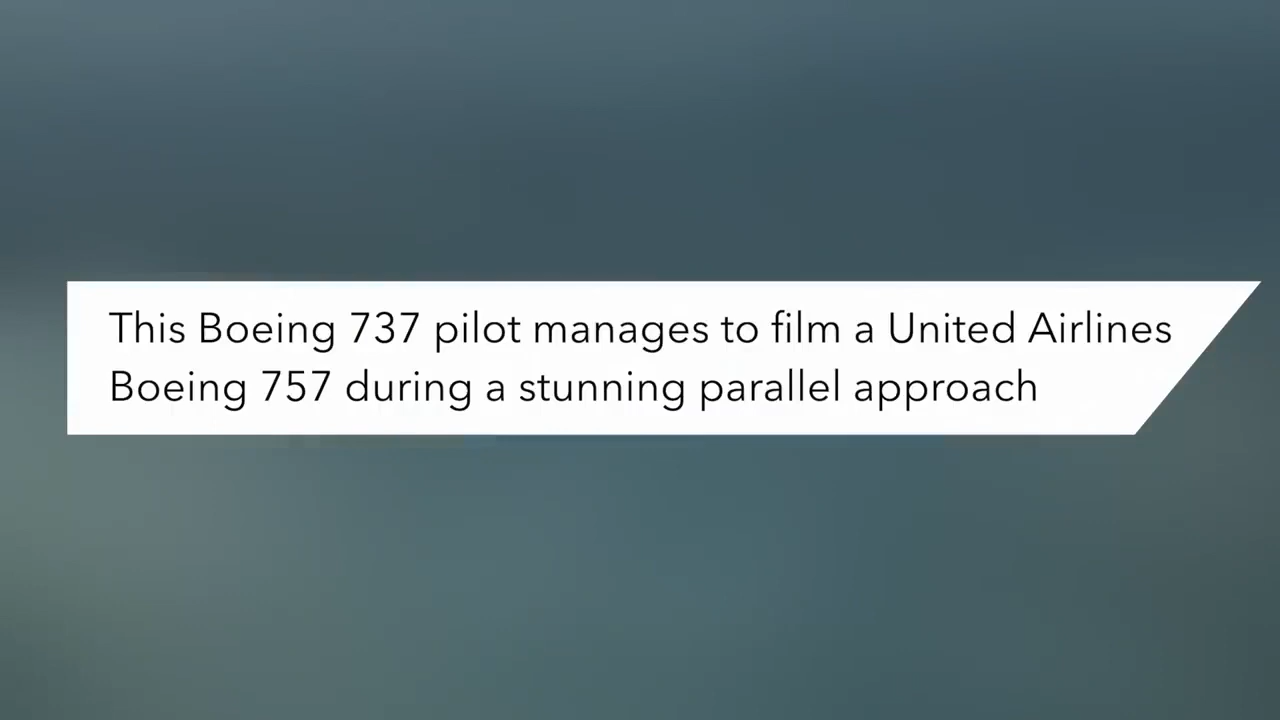 This Boeing 737 pilot manages to film a United Airlines
Boeing 757 during a stunning parallel approach